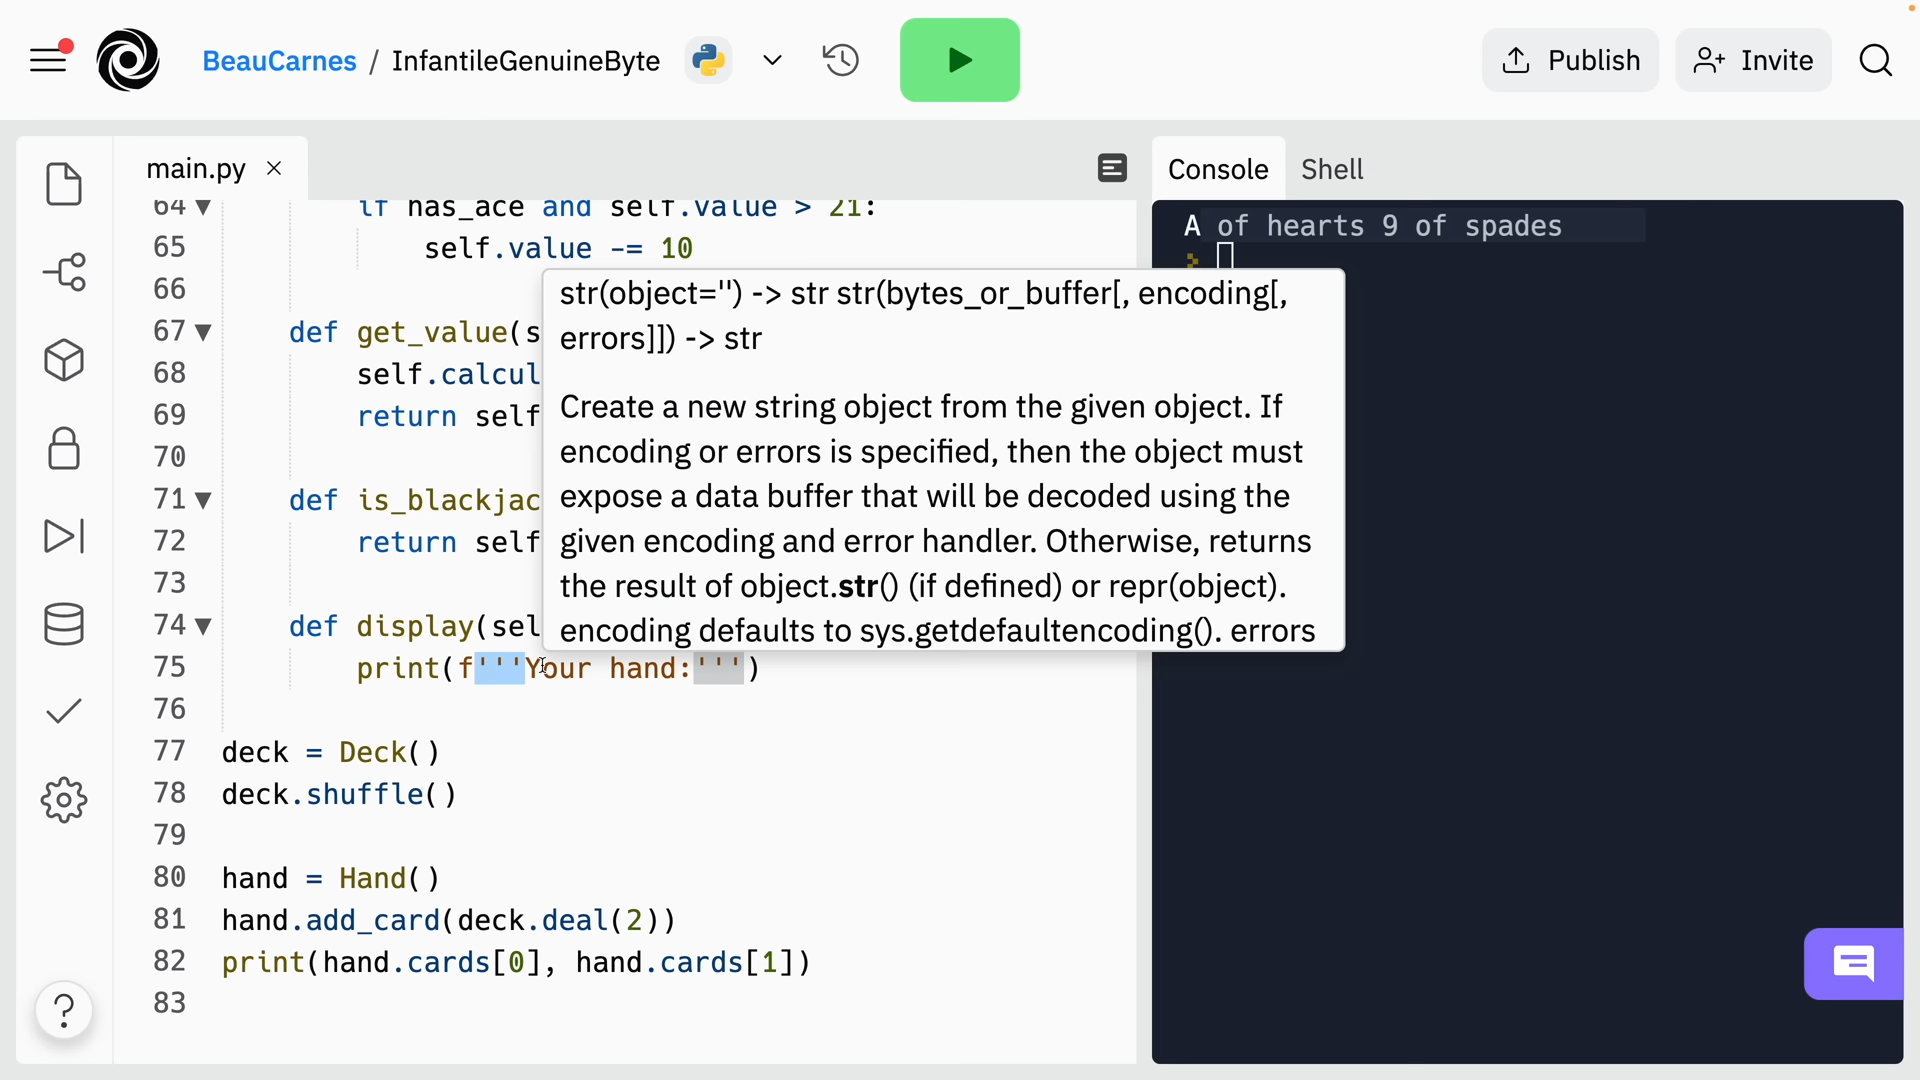 BeauCarnes / InfantileGenuineByte
Publish
Invite
main.py
Console
Shell
64 if has_ace and self.value > 21:
65 self.value -= 10
66
67 def get_value(s
68 self.calcul
69 return self
70
71 def is_blackjac
72 return self
73
74 def display(sel
75 print(f'''Your hand:''')
76
77 deck = Deck()
78 deck.shuffle()
79
80 hand = Hand()
81 hand.add_card(deck.deal(2))
82 print(hand.cards[0], hand.cards[1])
83
str(object='') -> str str(bytes_or_buffer[, encoding[,
errors]]) -> str
Create a new string object from the given object. If
encoding or errors is specified, then the object must
expose a data buffer that will be decoded using the
given encoding and error handler. Otherwise, returns
the result of object.str() (if defined) or repr(object).
encoding defaults to sys.getdefaultencoding(). errors
A of hearts 9 of spades
?